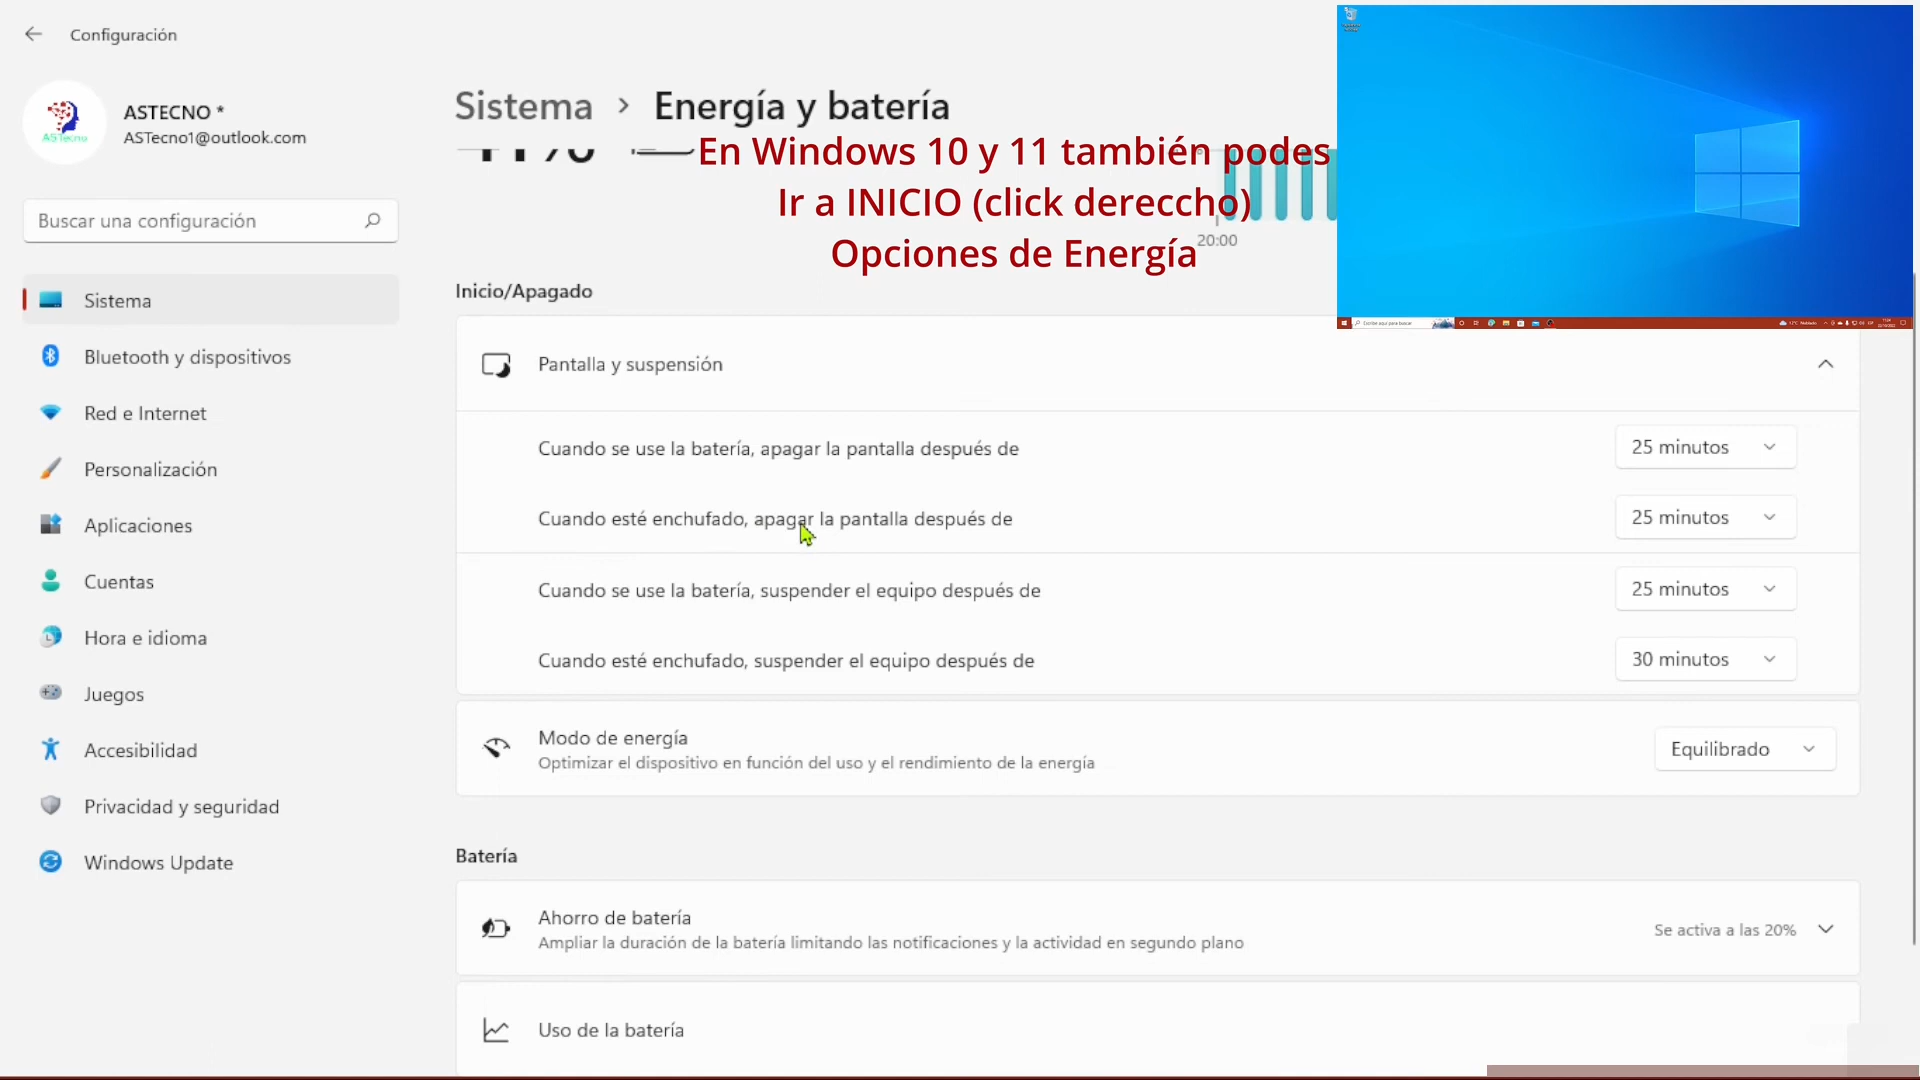 Configuración
ASTECNO *
ASTecno1@outlook.com
ASTecno
Buscar una configuración
Sistema
Bluetooth y dispositivos
Red e Internet
Personalización
Aplicaciones
Cuentas
Hora e idioma
Juegos
Accesibilidad
Privacidad y seguridad
Windows Update
Sistema > Energía y batería
En Windows 10 y 11 también podes
Ir a INICIO (click dereccho)
Opciones de Energía
20:00
Inicio/Apagado
Pantalla y suspensión
Cuando se use la batería, apagar la pantalla después de
25 minutos
Cuando esté enchufado, apagar la pantalla después de
25 minutos
Cuando se use la batería, suspender el equipo después de
25 minutos
Cuando esté enchufado, suspender el equipo después de
30 minutos
Modo de energía
Optimizar el dispositivo en función del uso y el rendimiento de la energía
Equilibrado
Batería
Ahorro de batería
Ampliar la duración de la batería limitando las notificaciones y la actividad en segundo plano
Se activa a las 20%
Uso de la batería